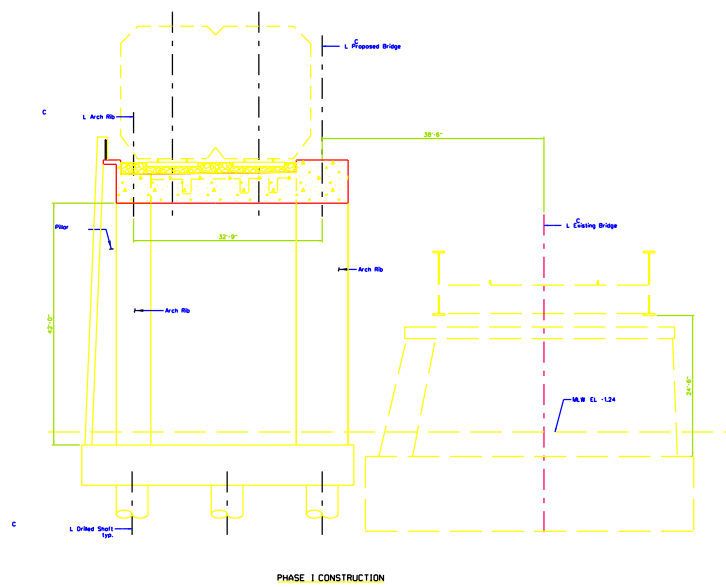 C
L Proposed Bridge
C
L Arch Rib
38'-6"
C
L Existing Bridge
Pillar
32'-9"
Arch Rib
Arch Rib
42'-0"
24'-6"
MLW EL -1.24
C
L Drilled Shaft
typ.
PHASE I CONSTRUCTION